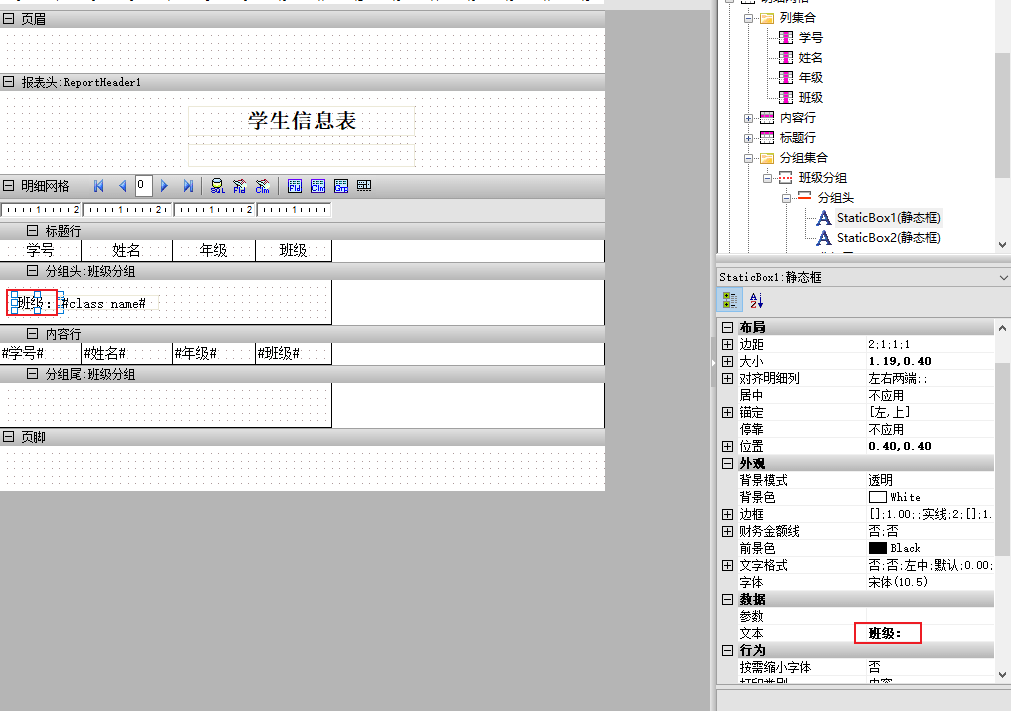 页眉
报表头:ReportHeader1
学生信息表
明细网格 0 SQL Fld Clm Fld Clm Grp
1 2 1 2 1 2 1
标题行
学号 姓名 年级 班级
分组头:班级分组
班级: #class name#
内容行
#学号# #姓名# #年级# #班级#
分组尾:班级分组
页脚
列集合
学号
姓名
年级
班级
内容行
标题行
分组集合
班级分组
分组头
StaticBox1(静态框)
StaticBox2(静态框)
StaticBox1:静态框
布局
边距 2;1;1;1
大小 1.19,0.40
对齐明细列 左右两端;;
居中 不应用
锚定 [左,上]
停靠 不应用
位置 0.40,0.40
外观
背景模式 透明
背景色 White
边框 [];1.00;;实线;2;[];1.
财务金额线 否;否
前景色 Black
文字格式 否;否;左中;默认;0.00;
字体 宋体(10.5)
数据
参数
文本 班级:
行为
按需缩小字体 否